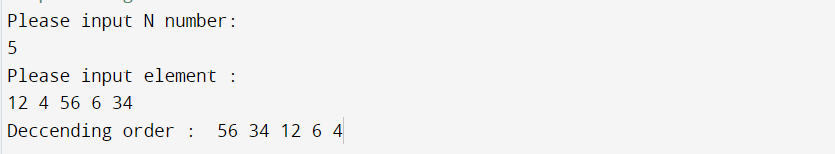 Please input N number:
5
Please input element :
12 4 56 6 34
Deccending order :  56 34 12 6 4